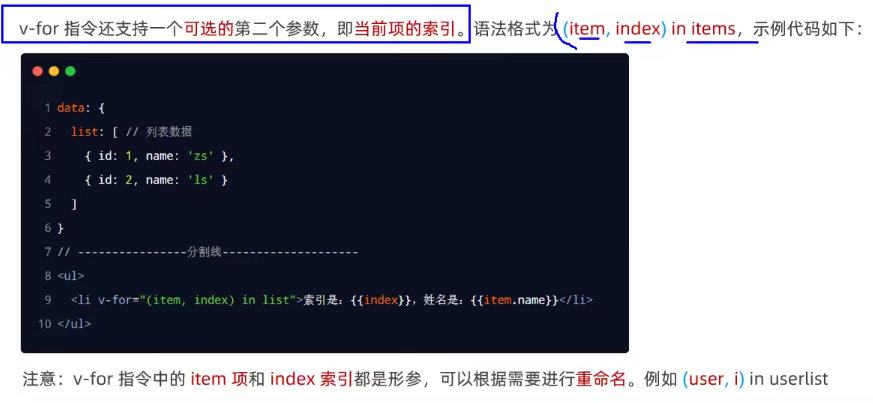 v-for 指令还支持一个可选的第二个参数，即当前项的索引。语法格式为 (item, index) in items，示例代码如下：
1 data: {
2 list: [ // 列表数据
3 { id: 1, name: 'zs' },
4 { id: 2, name: 'ls' }
5 ]
6 }
7 // ----------------分割线--------------------
8 <ul>
9 <li v-for="(item, index) in list">索引是：{{index}}，姓名是：{{item.name}}</li>
10 </ul>
注意：v-for 指令中的 item 项和 index 索引都是形参，可以根据需要进行重命名。例如 (user, i) in userlist